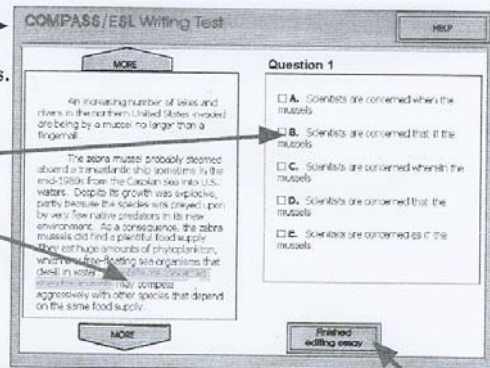 COMPASS/ESL Writing Test
HELP
s.
MORE
An increasing number of lakes and
rivers in the northern United States invaded
are being by a mussel no larger than a
fingernail.
The zebra mussel probably steamed
aboard a transatlantic ship sometime in the
mid-1980s from the Caspian Sea into U.S.
waters. Despite its growth was explosive,
partly because the species was preyed upon
by very few native predators in its new
environment. As a consequence, the zebra
mussels did find a plentiful food supply.
They eat huge amounts of phytoplankton,
which free-floating sea organisms that
dwell in water.
may compete
aggressively with other species that depend
on the same food supply.
MORE
Question 1
A. Scientists are concerned when the
mussels
B. Scientists are concerned that if the
mussels
C. Scientists are concerned wherein the
mussels
D. Scientists are concerned that the
mussels
E. Scientists are concerned as if the
mussels
Finished
editing essay